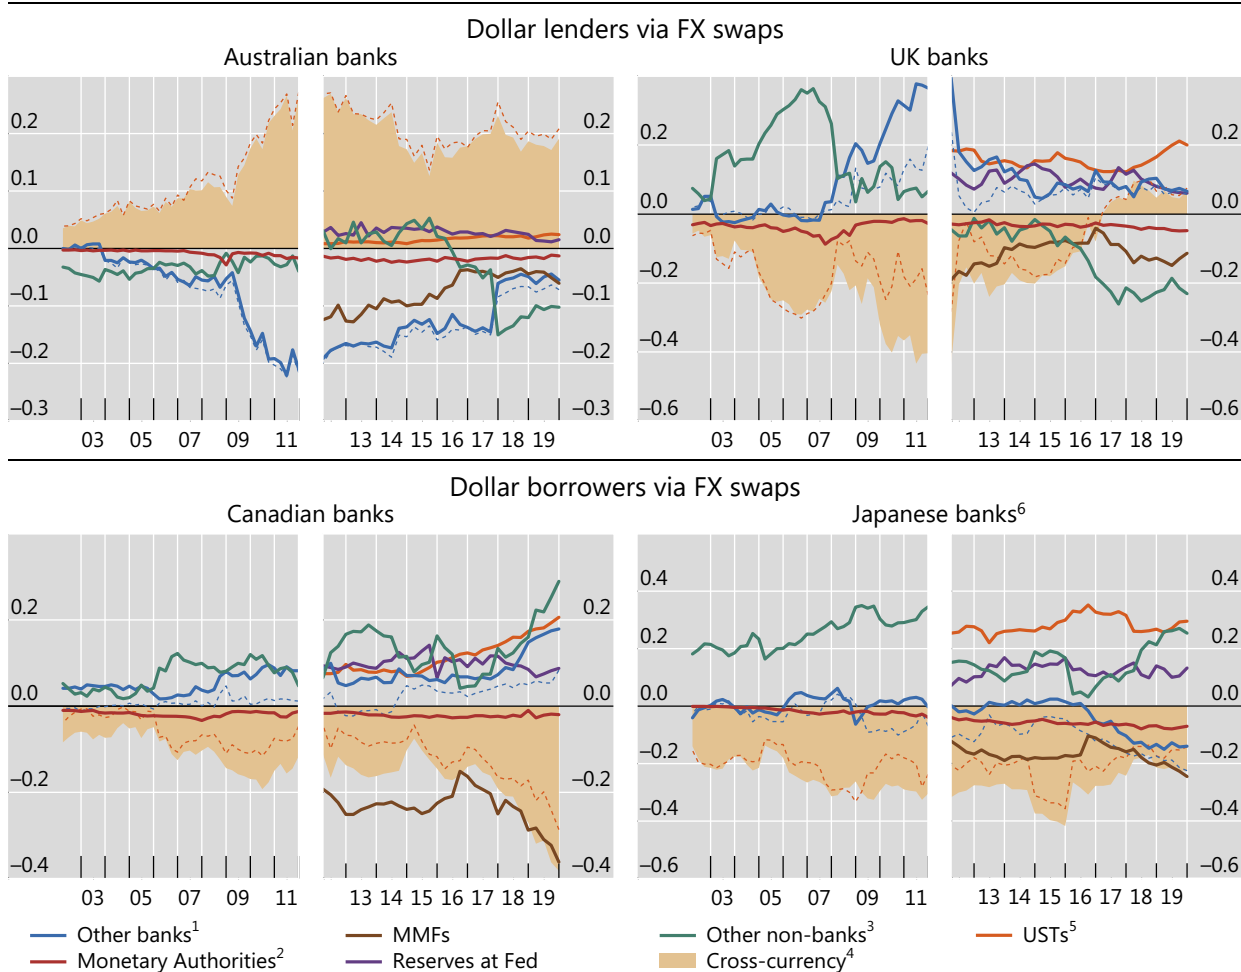 Dollar lenders via FX swaps
Australian banks
UK banks
0.2 0.2
0.1 0.1
0.0 0.0
–0.1 –0.1
–0.2 –0.2
–0.3 –0.3
03 05 07 09 11 13 14 15 16 17 18 19
0.2 0.2
0.0 0.0
–0.2 –0.2
–0.4 –0.4
–0.6 –0.6
03 05 07 09 11 13 14 15 16 17 18 19
Dollar borrowers via FX swaps
Canadian banks
Japanese banks⁶
0.2 0.2
0.0 0.0
–0.2 –0.2
–0.4 –0.4
03 05 07 09 11 13 14 15 16 17 18 19
0.4 0.4
0.2 0.2
0.0 0.0
–0.2 –0.2
–0.4 –0.4
–0.6 –0.6
03 05 07 09 11 13 14 15 16 17 18 19
Other banks¹ MMFs Other non-banks³ USTs⁵
Monetary Authorities² Reserves at Fed Cross-currency⁴